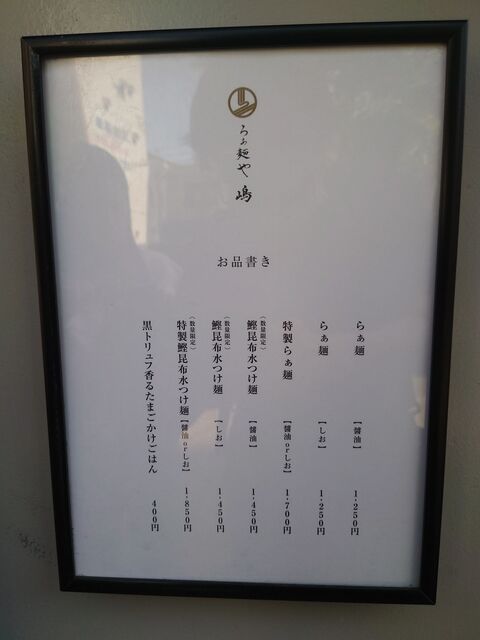 らぁ麺や 嶋
お品書き
らぁ麺 【醤油】 1,250円
らぁ麺 【しお】 1,250円
特製らぁ麺 【醤油orしお】 1,700円
(数量限定) 鰹昆布水つけ麺 【醤油】 1,450円
(数量限定) 鰹昆布水つけ麺 【しお】 1,450円
(数量限定) 特製鰹昆布水つけ麺 【醤油orしお】 1,850円
黒トリュフ香るたまごかけごはん 400円